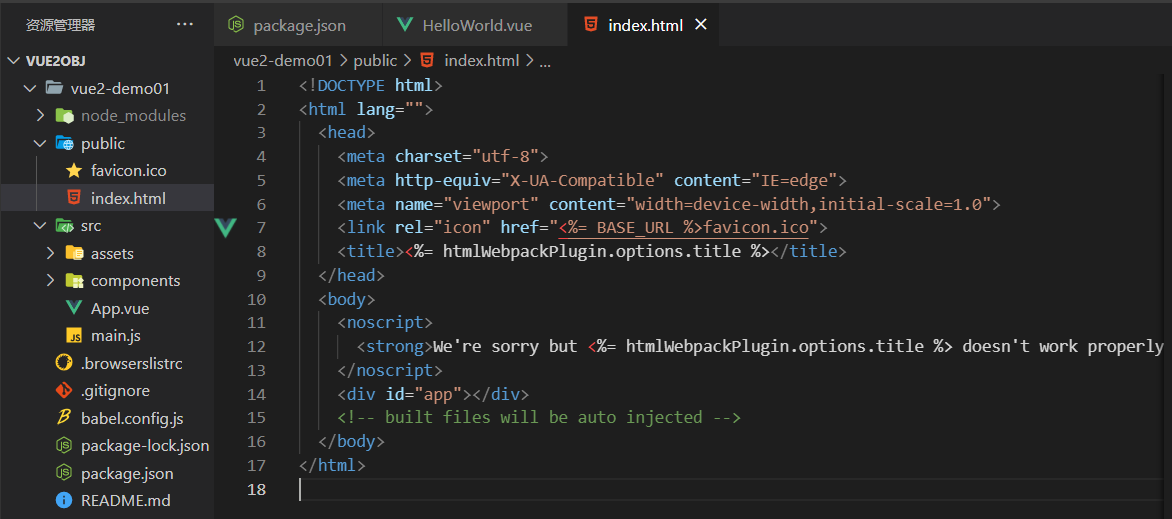 资源管理器
VUE2OBJ
vue2-demo01
node_modules
public
favicon.ico
index.html
src
assets
components
App.vue
main.js
.browserslistrc
.gitignore
babel.config.js
package-lock.json
package.json
README.md
package.json HelloWorld.vue index.html
vue2-demo01 > public > index.html > ...
1 <!DOCTYPE html>
2 <html lang="">
3 <head>
4 <meta charset="utf-8">
5 <meta http-equiv="X-UA-Compatible" content="IE=edge">
6 <meta name="viewport" content="width=device-width,initial-scale=1.0">
7 <link rel="icon" href="<%= BASE_URL %>favicon.ico">
8 <title><%= htmlWebpackPlugin.options.title %></title>
9 </head>
10 <body>
11 <noscript>
12 <strong>We're sorry but <%= htmlWebpackPlugin.options.title %> doesn't work properly
13 </noscript>
14 <div id="app"></div>
15 <!-- built files will be auto injected -->
16 </body>
17 </html>
18